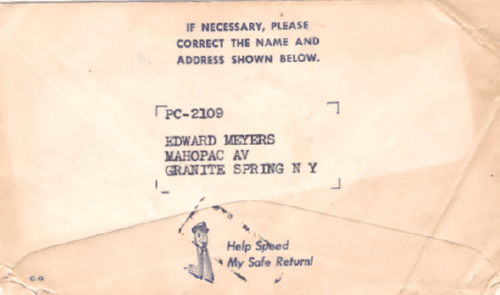 IF NECESSARY, PLEASE
CORRECT THE NAME AND
ADDRESS SHOWN BELOW.
PC-2109
EDWARD MEYERS
MAHOPAC AV
GRANITE SPRING N Y
Help Speed
My Safe Return!
C-G